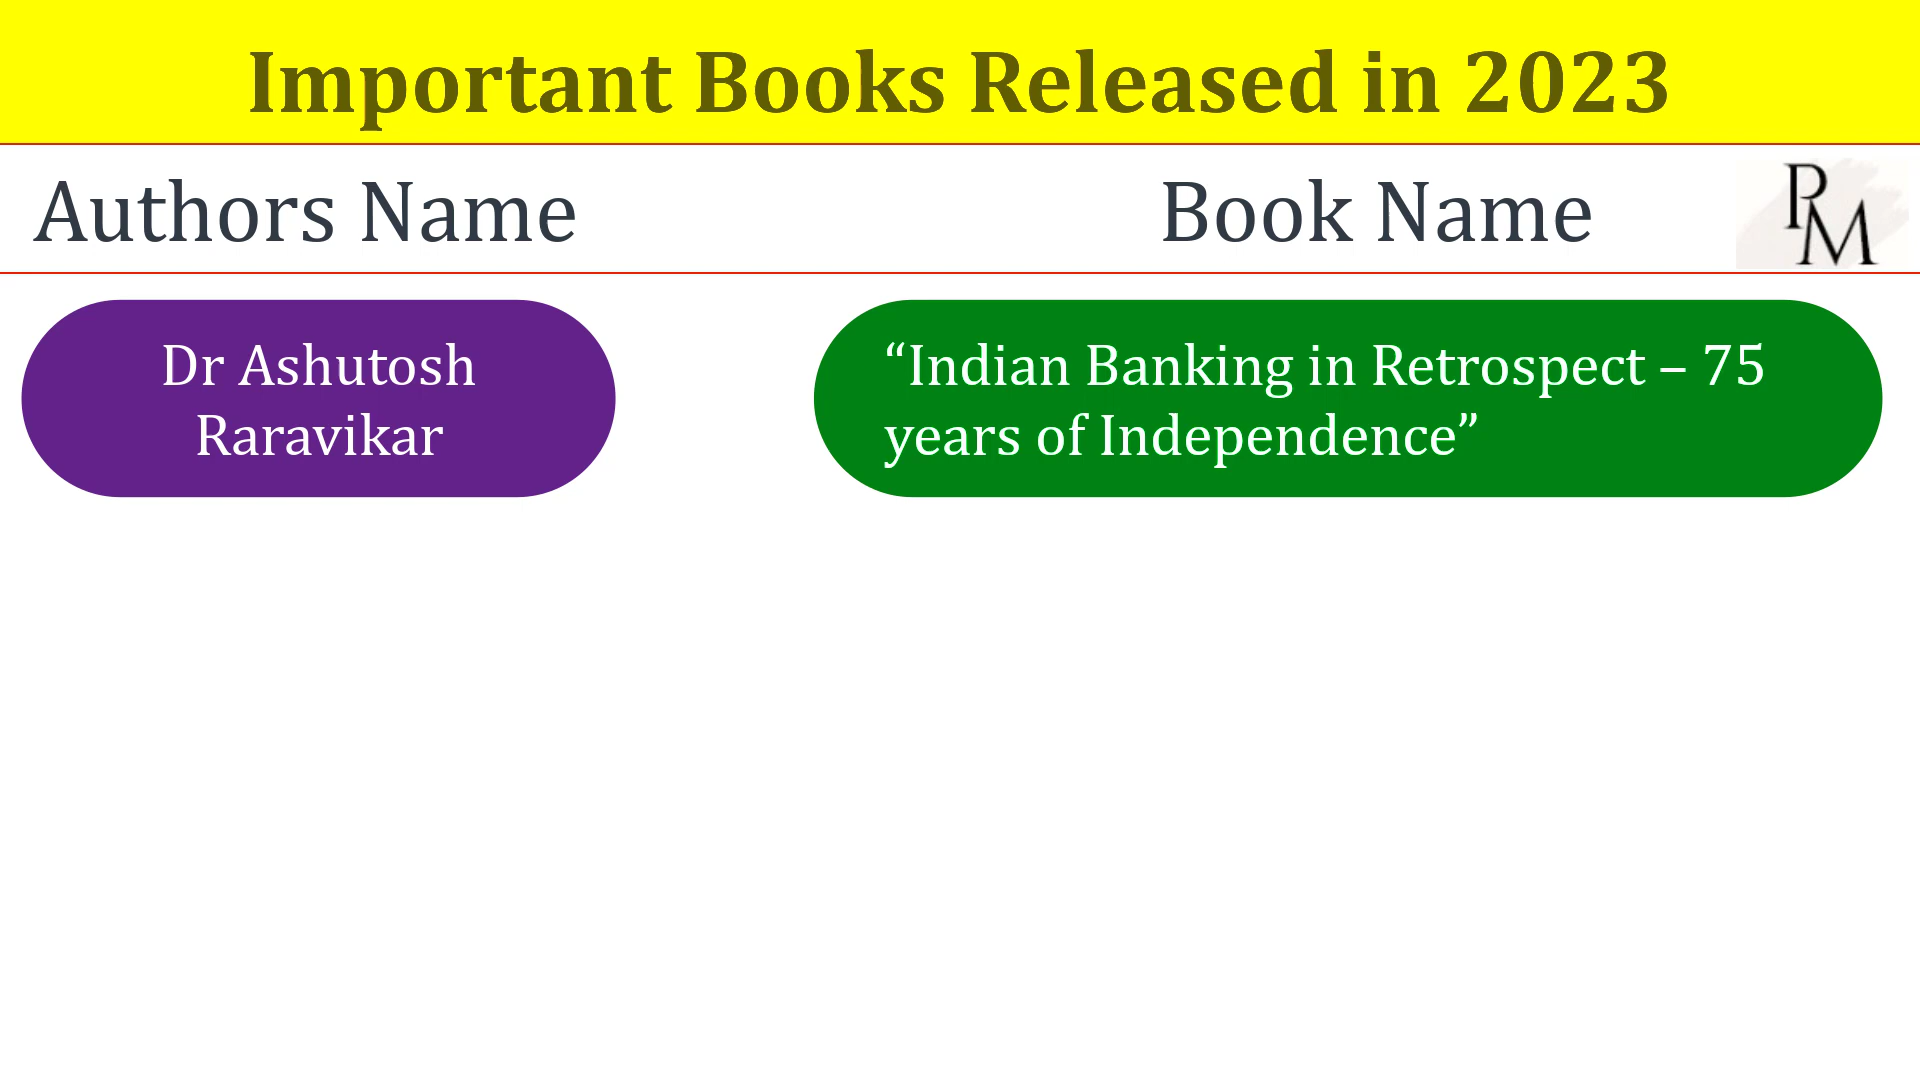 Important Books Released in 2023
Authors Name
Book Name
PM
Dr Ashutosh
Raravikar
“Indian Banking in Retrospect – 75
years of Independence”